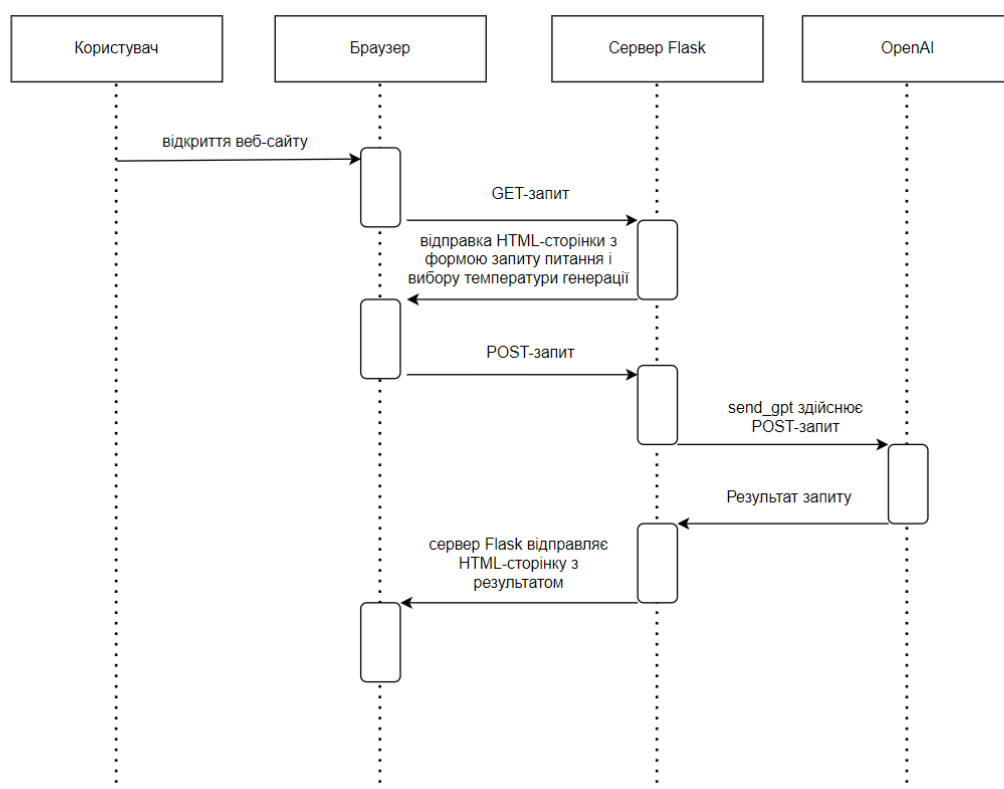 Користувач
Браузер
Сервер Flask
OpenAI
відкриття веб-сайту
GET-запит
відправка HTML-сторінки з
формою запиту питання і
вибору температури генерації
POST-запит
send_gpt здійснює
POST-запит
Результат запиту
сервер Flask відправляє
HTML-сторінку з
результатом